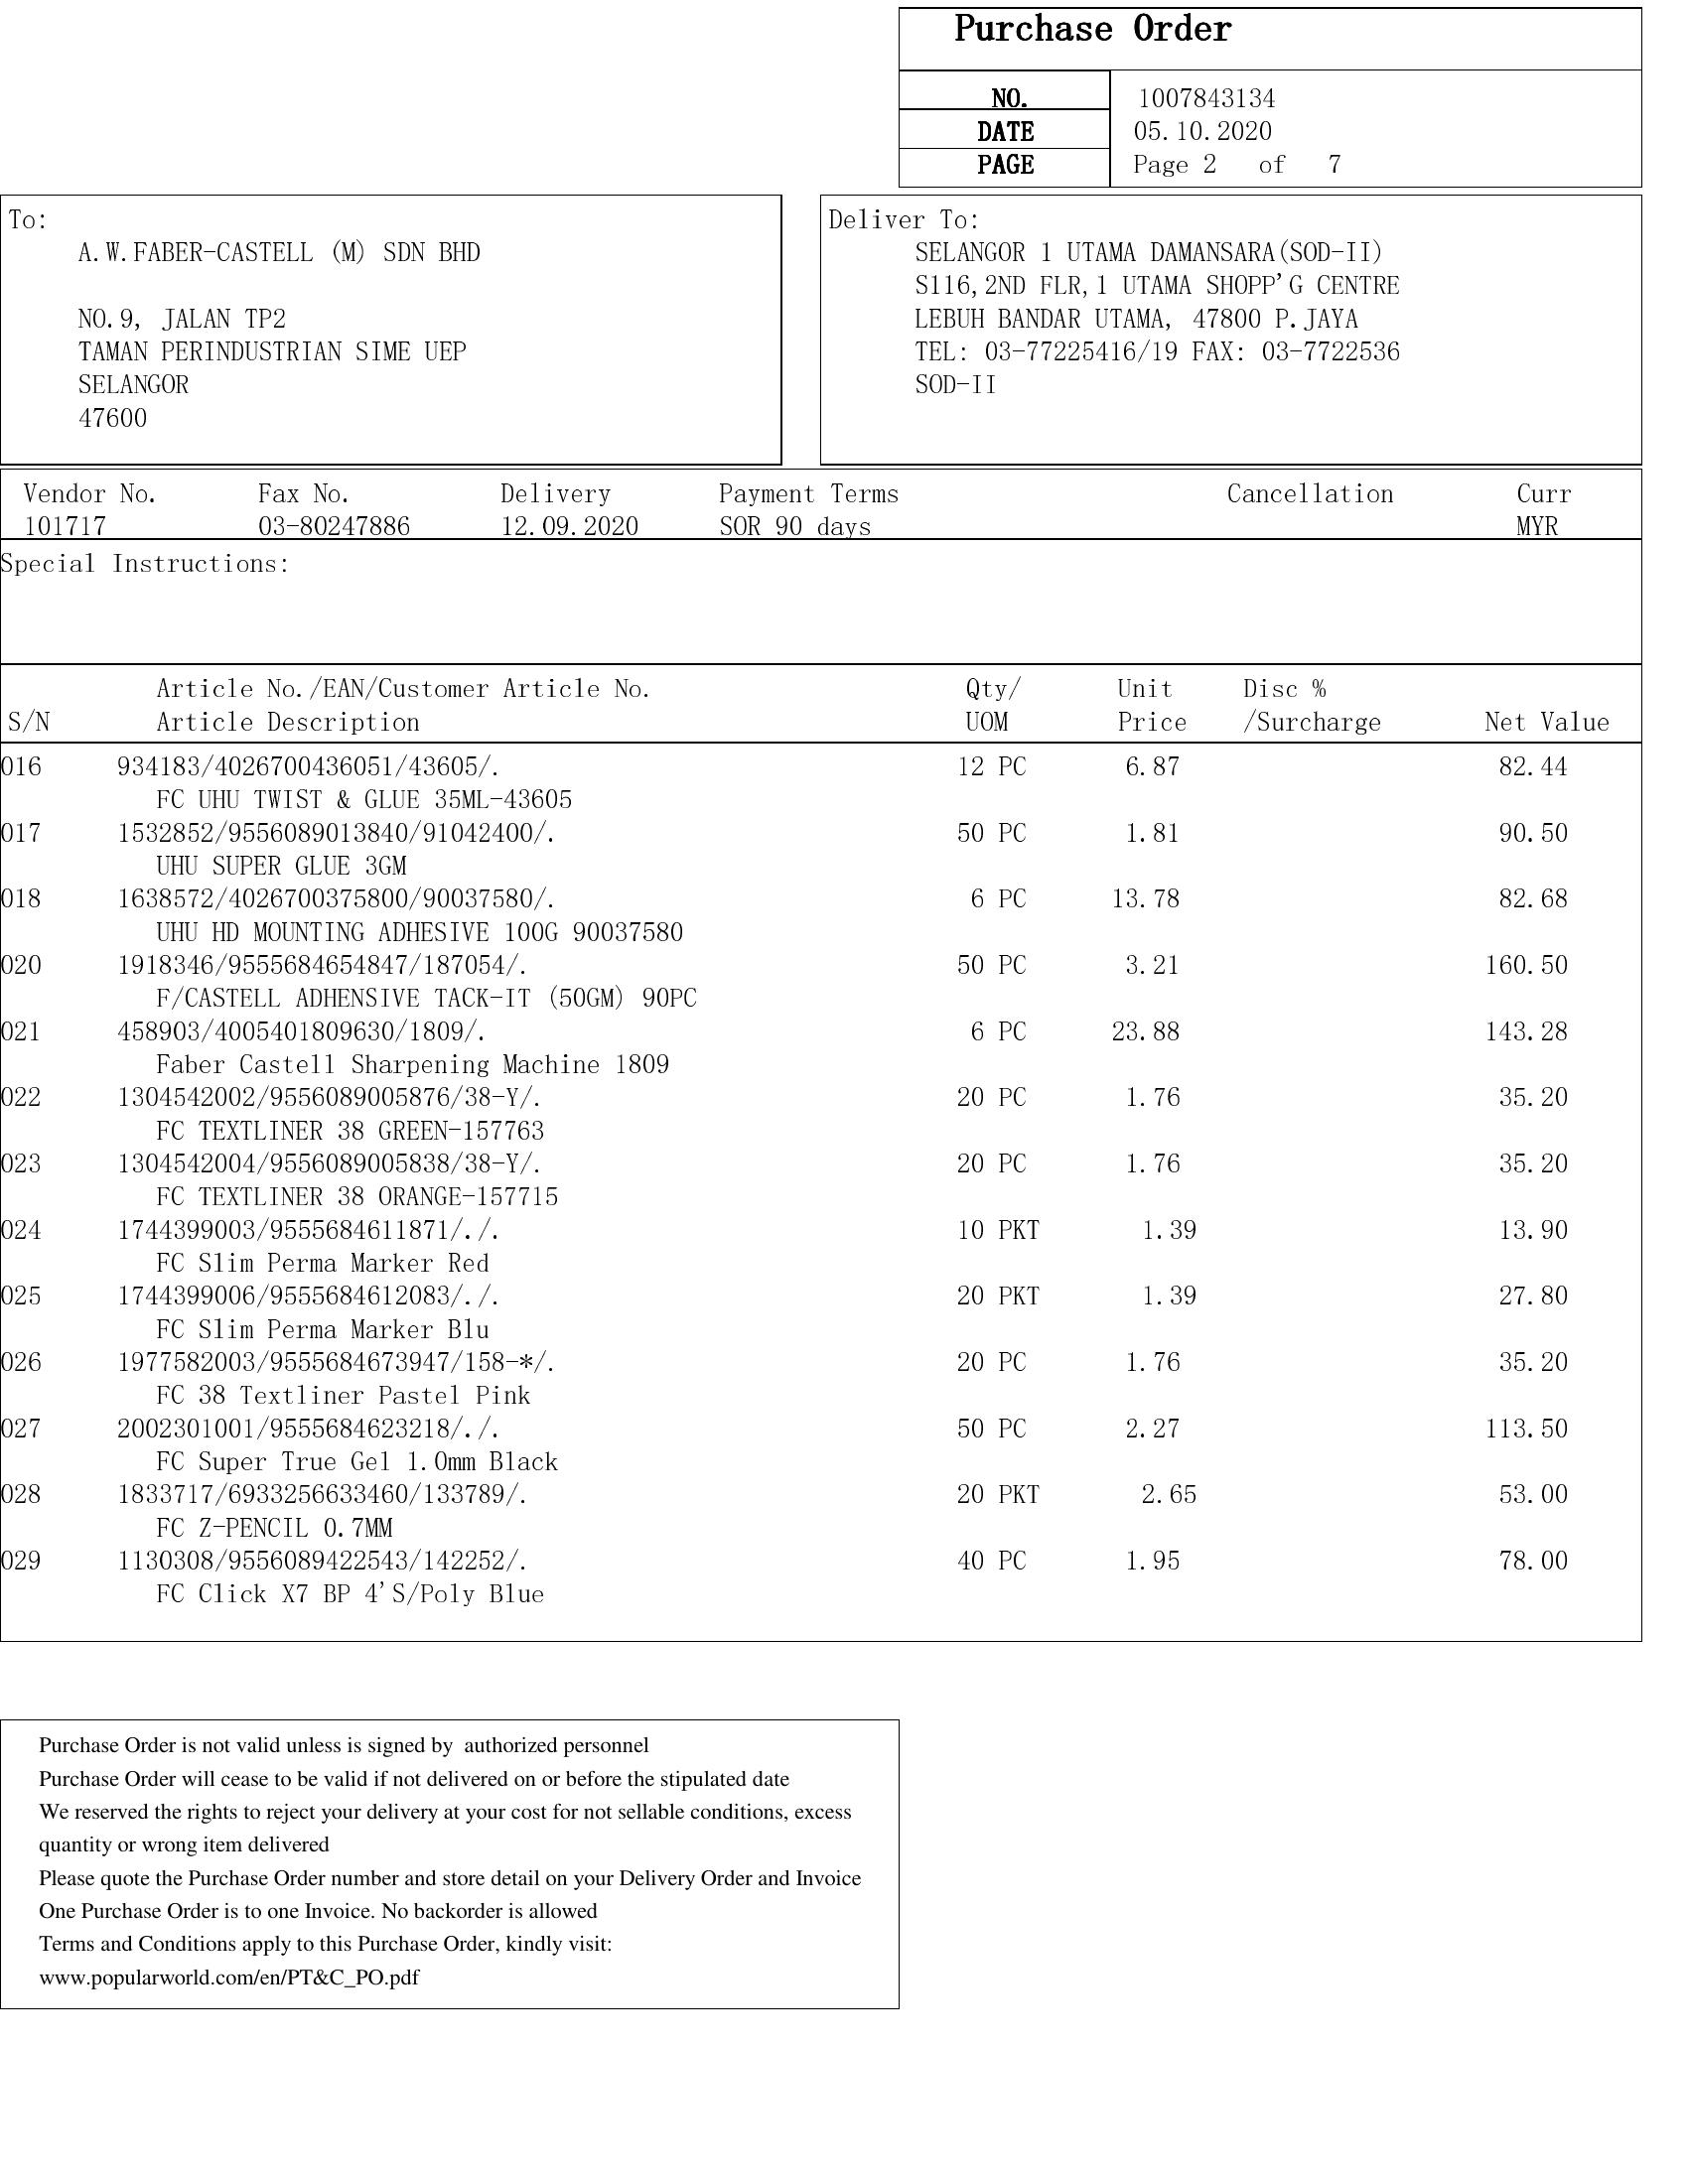 Purchase Order
NO. 1007843134
DATE 05.10.2020
PAGE Page 2 of 7
To:
A.W.FABER-CASTELL (M) SDN BHD
NO.9, JALAN TP2
TAMAN PERINDUSTRIAN SIME UEP
SELANGOR
47600
Deliver To:
SELANGOR 1 UTAMA DAMANSARA(SOD-II)
S116,2ND FLR,1 UTAMA SHOPP'G CENTRE
LEBUH BANDAR UTAMA, 47800 P.JAYA
TEL: 03-77225416/19 FAX: 03-7722536
SOD-II
Vendor No. Fax No. Delivery Payment Terms Cancellation Curr
101717 03-80247886 12.09.2020 SOR 90 days MYR
Special Instructions:
Article No./EAN/Customer Article No. Qty/ Unit Disc %
S/N Article Description UOM Price /Surcharge Net Value
016 934183/4026700436051/43605/. 12 PC 6.87 82.44
FC UHU TWIST & GLUE 35ML-43605
017 1532852/9556089013840/91042400/. 50 PC 1.81 90.50
UHU SUPER GLUE 3GM
018 1638572/4026700375800/90037580/. 6 PC 13.78 82.68
UHU HD MOUNTING ADHESIVE 100G 90037580
020 1918346/9555684654847/187054/. 50 PC 3.21 160.50
F/CASTELL ADHENSIVE TACK-IT (50GM) 90PC
021 458903/4005401809630/1809/. 6 PC 23.88 143.28
Faber Castell Sharpening Machine 1809
022 1304542002/9556089005876/38-Y/. 20 PC 1.76 35.20
FC TEXTLINER 38 GREEN-157763
023 1304542004/9556089005838/38-Y/. 20 PC 1.76 35.20
FC TEXTLINER 38 ORANGE-157715
024 1744399003/9555684611871/./. 10 PKT 1.39 13.90
FC Slim Perma Marker Red
025 1744399006/9555684612083/./. 20 PKT 1.39 27.80
FC Slim Perma Marker Blu
026 1977582003/9555684673947/158-*/. 20 PC 1.76 35.20
FC 38 Textliner Pastel Pink
027 2002301001/9555684623218/./. 50 PC 2.27 113.50
FC Super True Gel 1.0mm Black
028 1833717/6933256633460/133789/. 20 PKT 2.65 53.00
FC Z-PENCIL 0.7MM
029 1130308/9556089422543/142252/. 40 PC 1.95 78.00
FC Click X7 BP 4'S/Poly Blue
Purchase Order is not valid unless is signed by authorized personnel
Purchase Order will cease to be valid if not delivered on or before the stipulated date
We reserved the rights to reject your delivery at your cost for not sellable conditions, excess
quantity or wrong item delivered
Please quote the Purchase Order number and store detail on your Delivery Order and Invoice
One Purchase Order is to one Invoice. No backorder is allowed
Terms and Conditions apply to this Purchase Order, kindly visit:
www.popularworld.com/en/PT&C_PO.pdf